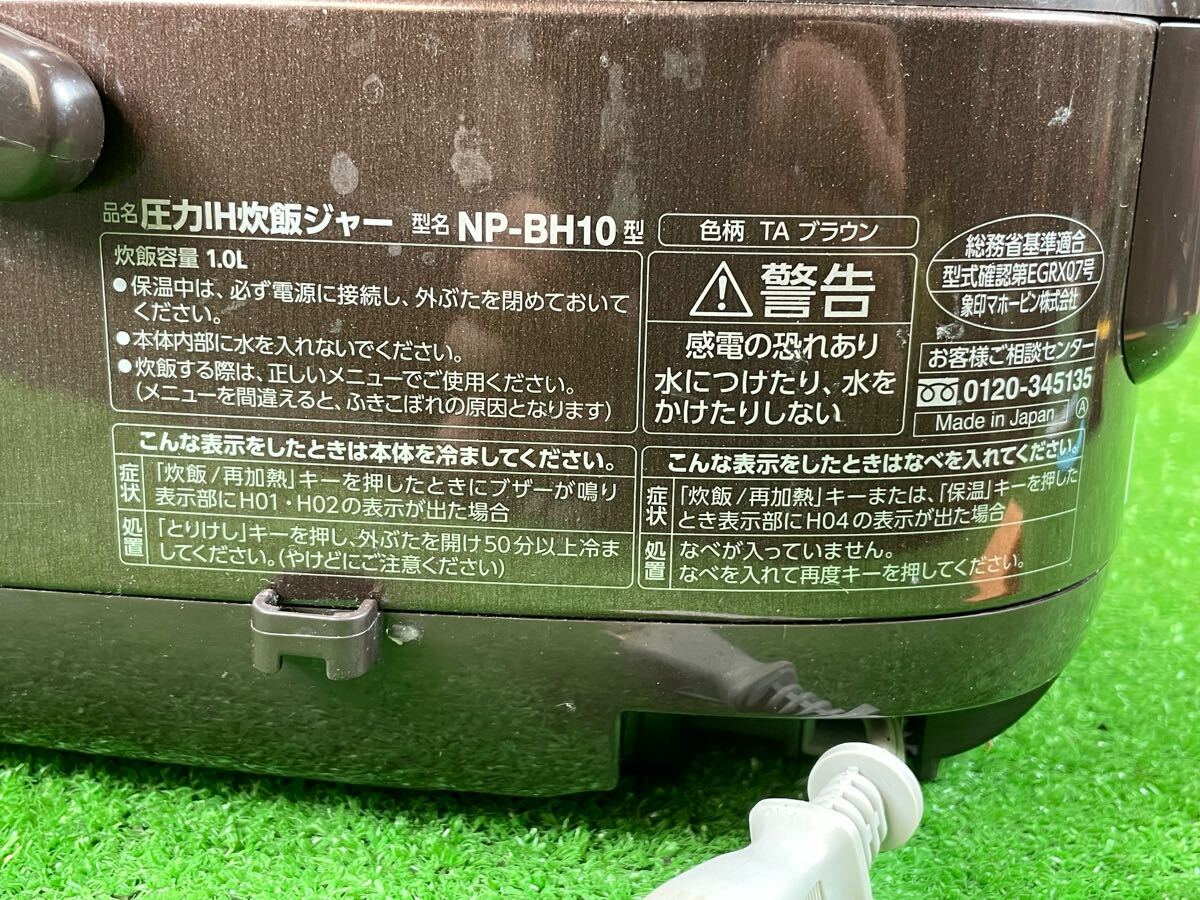 品名 圧力IH炊飯ジャー 型名 NP-BH10 型
炊飯容量 1.0L
●保温中は、必ず電源に接続し、外ぶたを閉めておいて
ください。
●本体内部に水を入れないでください。
●炊飯する際は、正しいメニューでご使用ください。
(メニューを間違えると、ふきこぼれの原因となります)
色柄 TA ブラウン
警告
感電の恐れあり
水につけたり、水を
かけたりしない
総務省基準適合
型式確認第EGRX07号
象印マホービン株式会社
お客様ご相談センター
0120-345135
Made in Japan
A
こんな表示をしたときは本体を冷ましてください。
症状 「炊飯/再加熱」キーを押したときにブザーが鳴り
表示部にH01・H02の表示が出た場合
処置 「とりけし」キーを押し、外ぶたを開け50分以上冷ま
してください。(やけどにご注意ください)
こんな表示をしたときはなべを入れてください。
症状 「炊飯/再加熱」キーまたは、「保温」キーを押した
とき表示部にH04の表示が出た場合
処置 なべが入っていません。
なべを入れて再度キーを押してください。